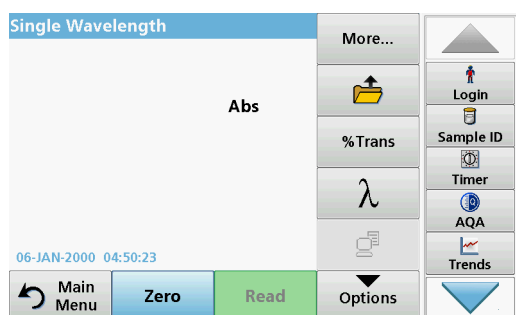 Single Wavelength
More...
Abs
%Trans
λ
06-JAN-2000 04:50:23
Main
Menu
Zero
Read
Options
Login
Sample ID
Timer
AQA
Trends